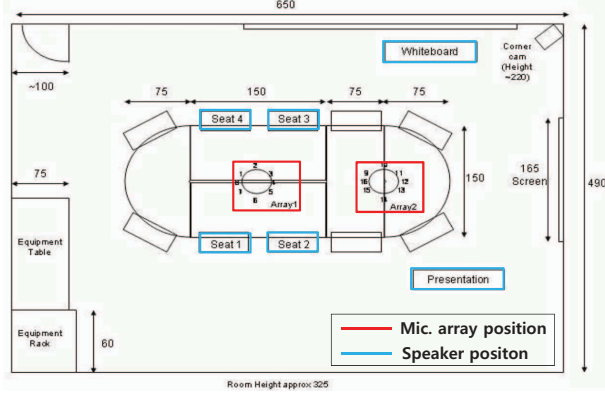 650
Whiteboard
Corner
cam
(Height
~220)
~100
75
150
75
75
Seat 4
Seat 3
75
2
1
3
8
4
5
6
Array1
10
9
11
16
12
15
13
14
Array2
150
165
Screen
490
Seat 1
Seat 2
Equipment
Table
Presentation
Equipment
Rack
60
Mic. array position
Speaker positon
Room Height approx 325